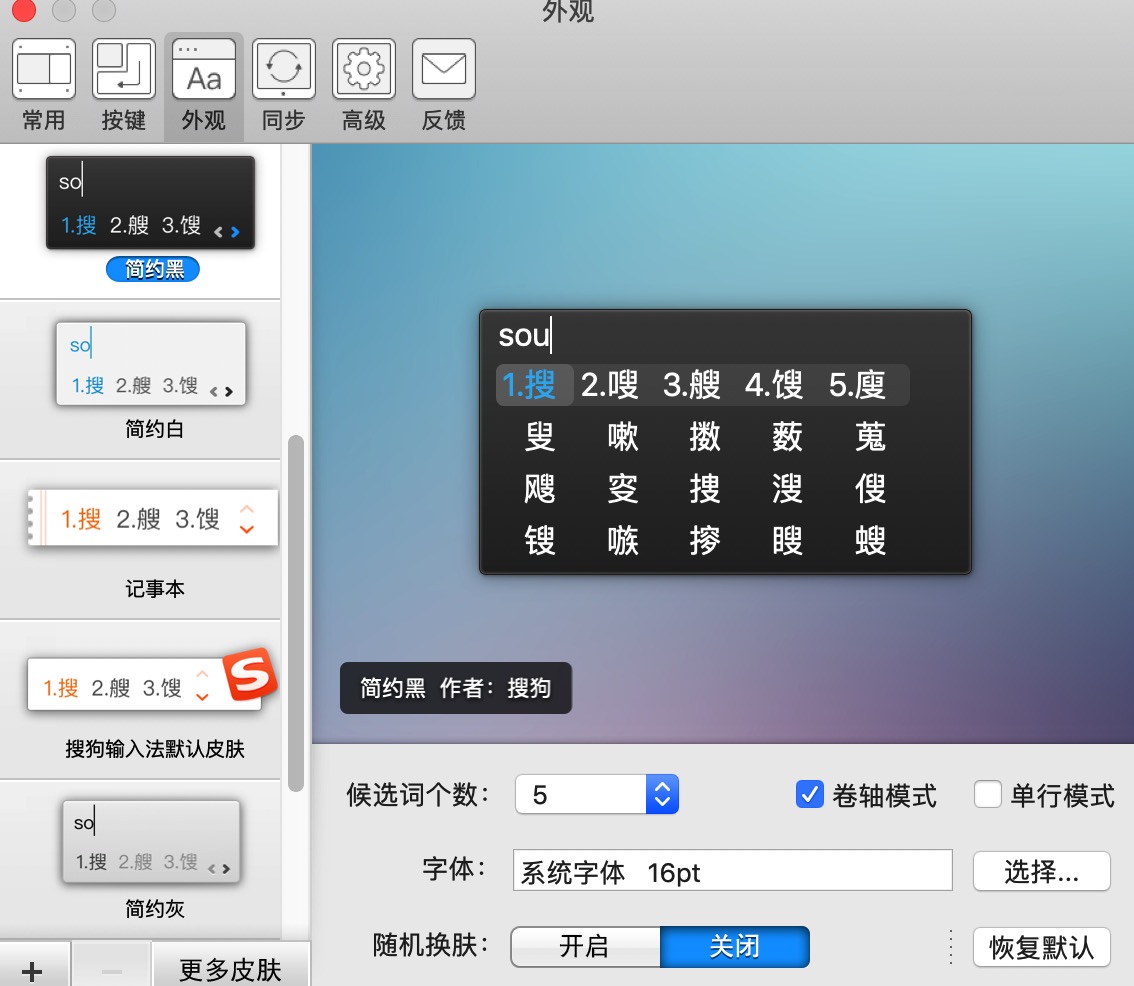 外观
常用 按键 外观 同步 高级 反馈
so
1.搜 2.艘 3.馊
简约黑
so
1.搜 2.艘 3.馊
简约白
1.搜 2.艘 3.馊
记事本
1.搜 2.艘 3.馊
S
搜狗输入法默认皮肤
so
1.搜 2.艘 3.馊
简约灰
更多皮肤
sou
1.搜 2.嗖 3.艘 4.馊 5.廋
叟 嗽 擞 薮 蒐
飕 变 捜 溲 傁
锼 嗾 摉 瞍 螋
简约黑 作者：搜狗
候选词个数： 5 卷轴模式 单行模式
字体： 系统字体 16pt 选择...
随机换肤： 开启 关闭 恢复默认